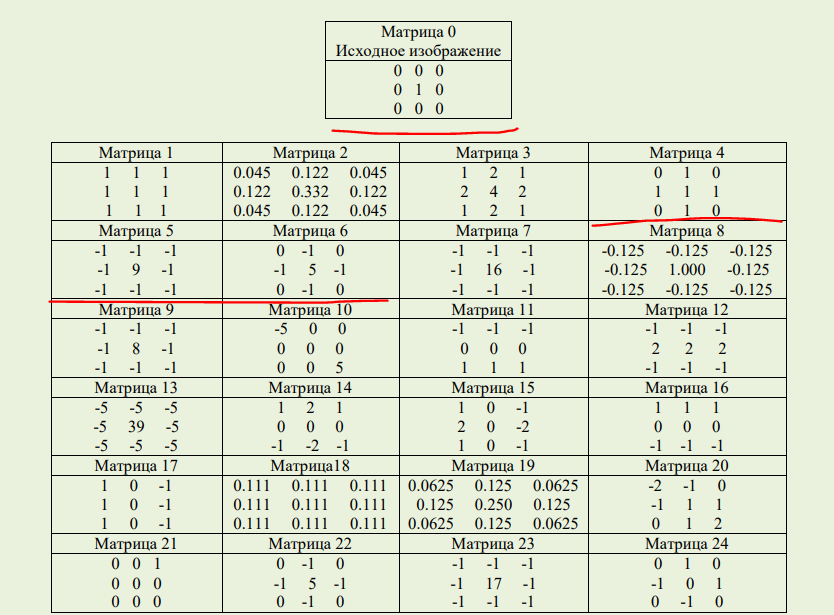 Матрица 0
Исходное изображение
0 0 0
0 1 0
0 0 0
Матрица 1 Матрица 2 Матрица 3 Матрица 4
1 1 1 0.045 0.122 0.045 1 2 1 0 1 0
1 1 1 0.122 0.332 0.122 2 4 2 1 1 1
1 1 1 0.045 0.122 0.045 1 2 1 0 1 0
Матрица 5 Матрица 6 Матрица 7 Матрица 8
-1 -1 -1 0 -1 0 -1 -1 -1 -0.125 -0.125 -0.125
-1 9 -1 -1 5 -1 -1 16 -1 -0.125 1.000 -0.125
-1 -1 -1 0 -1 0 -1 -1 -1 -0.125 -0.125 -0.125
Матрица 9 Матрица 10 Матрица 11 Матрица 12
-1 -1 -1 -5 0 0 -1 -1 -1 -1 -1 -1
-1 8 -1 0 0 0 0 0 0 2 2 2
-1 -1 -1 0 0 5 1 1 1 -1 -1 -1
Матрица 13 Матрица 14 Матрица 15 Матрица 16
-5 -5 -5 1 2 1 1 0 -1 1 1 1
-5 39 -5 0 0 0 2 0 -2 0 0 0
-5 -5 -5 -1 -2 -1 1 0 -1 -1 -1 -1
Матрица 17 Матрица18 Матрица 19 Матрица 20
1 0 -1 0.111 0.111 0.111 0.0625 0.125 0.0625 -2 -1 0
1 0 -1 0.111 0.111 0.111 0.125 0.250 0.125 -1 1 1
1 0 -1 0.111 0.111 0.111 0.0625 0.125 0.0625 0 1 2
Матрица 21 Матрица 22 Матрица 23 Матрица 24
0 0 1 0 -1 0 -1 -1 -1 0 1 0
0 0 0 -1 5 -1 -1 17 -1 -1 0 1
0 0 0 0 -1 0 -1 -1 -1 0 -1 0